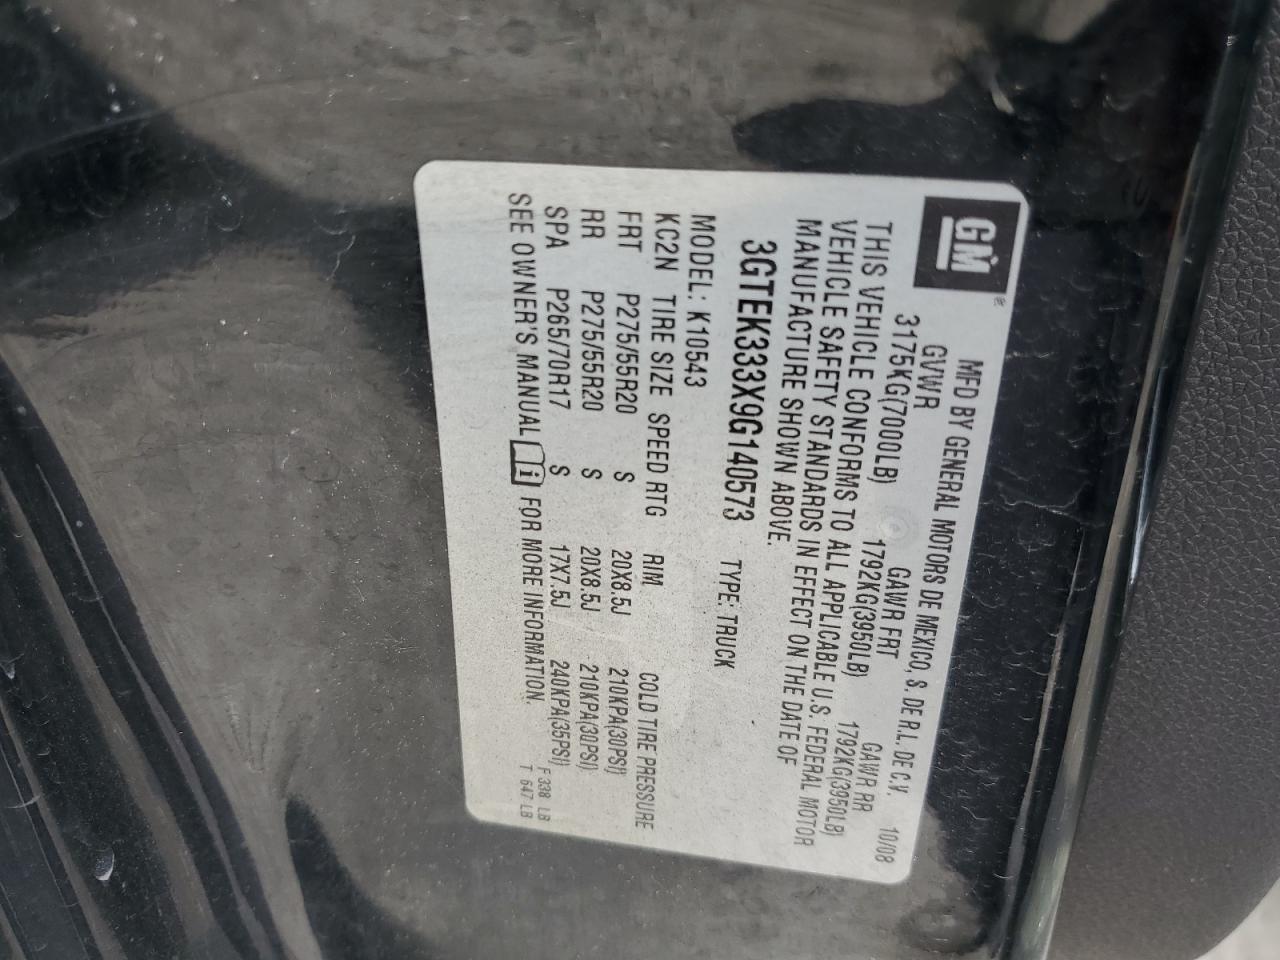 GM ®
MFD BY GENERAL MOTORS DE MEXICO, S. DE R.L. DE C.V. 10/08
GVWR GAWR FRT GAWR RR
3175KG(7000LB) 1792KG(3950LB) 1792KG(3950LB)
THIS VEHICLE CONFORMS TO ALL APPLICABLE U.S. FEDERAL MOTOR
VEHICLE SAFETY STANDARDS IN EFFECT ON THE DATE OF
MANUFACTURE SHOWN ABOVE.
3GTEK333X9G140573 TYPE: TRUCK
MODEL: K10543
KC2N TIRE SIZE SPEED RTG RIM COLD TIRE PRESSURE
FRT P275/55R20 S 20X8.5J 210KPA(30PSI)
RR P275/55R20 S 20X8.5J 210KPA(30PSI)
SPA P265/70R17 S 17X7.5J 240KPA(35PSI)
SEE OWNER'S MANUAL i FOR MORE INFORMATION.
F 338 LB
T 647 LB